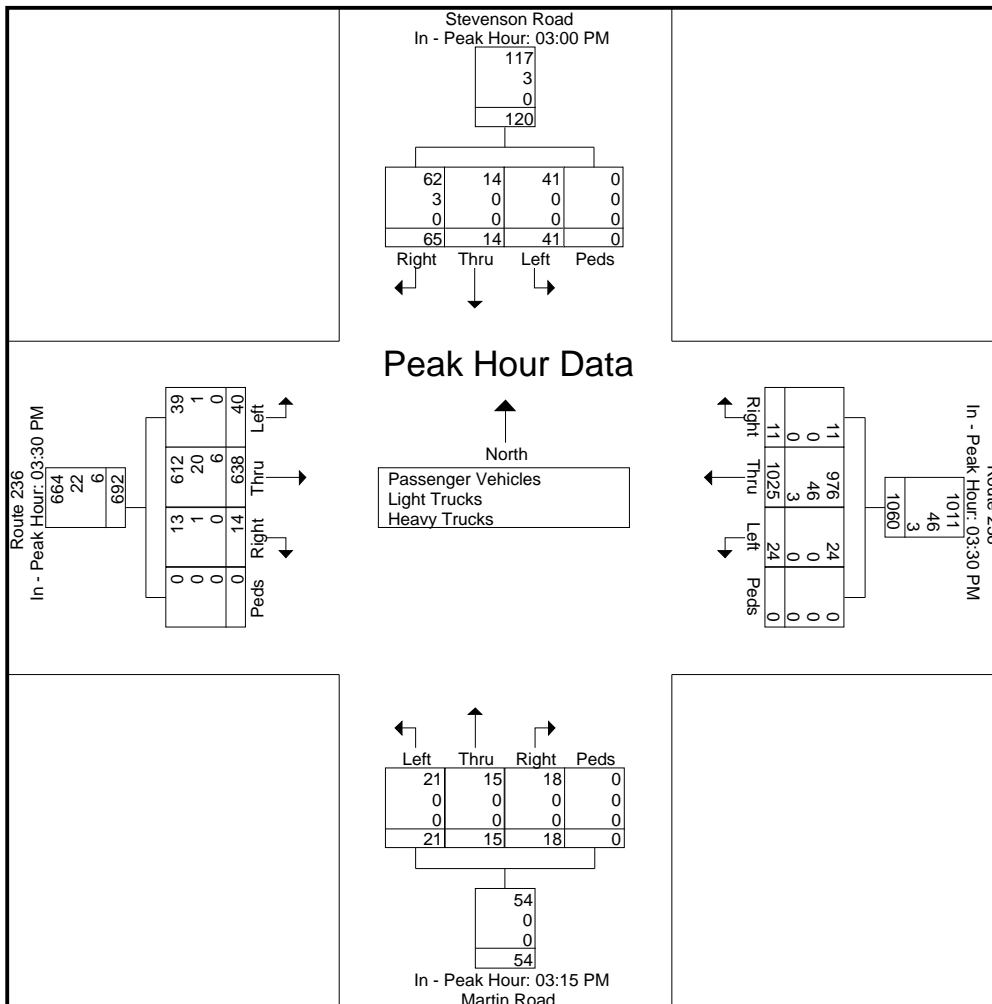 Stevenson Road
In - Peak Hour: 03:00 PM
117
3
0
120
62 14 41 0
3 0 0 0
0 0 0 0
65 14 41 0
Right Thru Left Peds
Peak Hour Data
North
Passenger Vehicles
Light Trucks
Heavy Trucks
Route 236
In - Peak Hour: 03:30 PM
664
22
6
692
39 1 0 40 Left
612 20 6 638 Thru
13 1 0 14 Right
0 0 0 0 Peds
Right 11 0 0 11
Thru 1025 3 46 976
Left 24 0 0 24
Peds 0 0 0 0
1011
46
3
1060
In - Peak Hour: 03:30 PM
Route
Left Thru Right Peds
21 15 18 0
0 0 0 0
0 0 0 0
21 15 18 0
54
0
0
54
In - Peak Hour: 03:15 PM
Martin Road